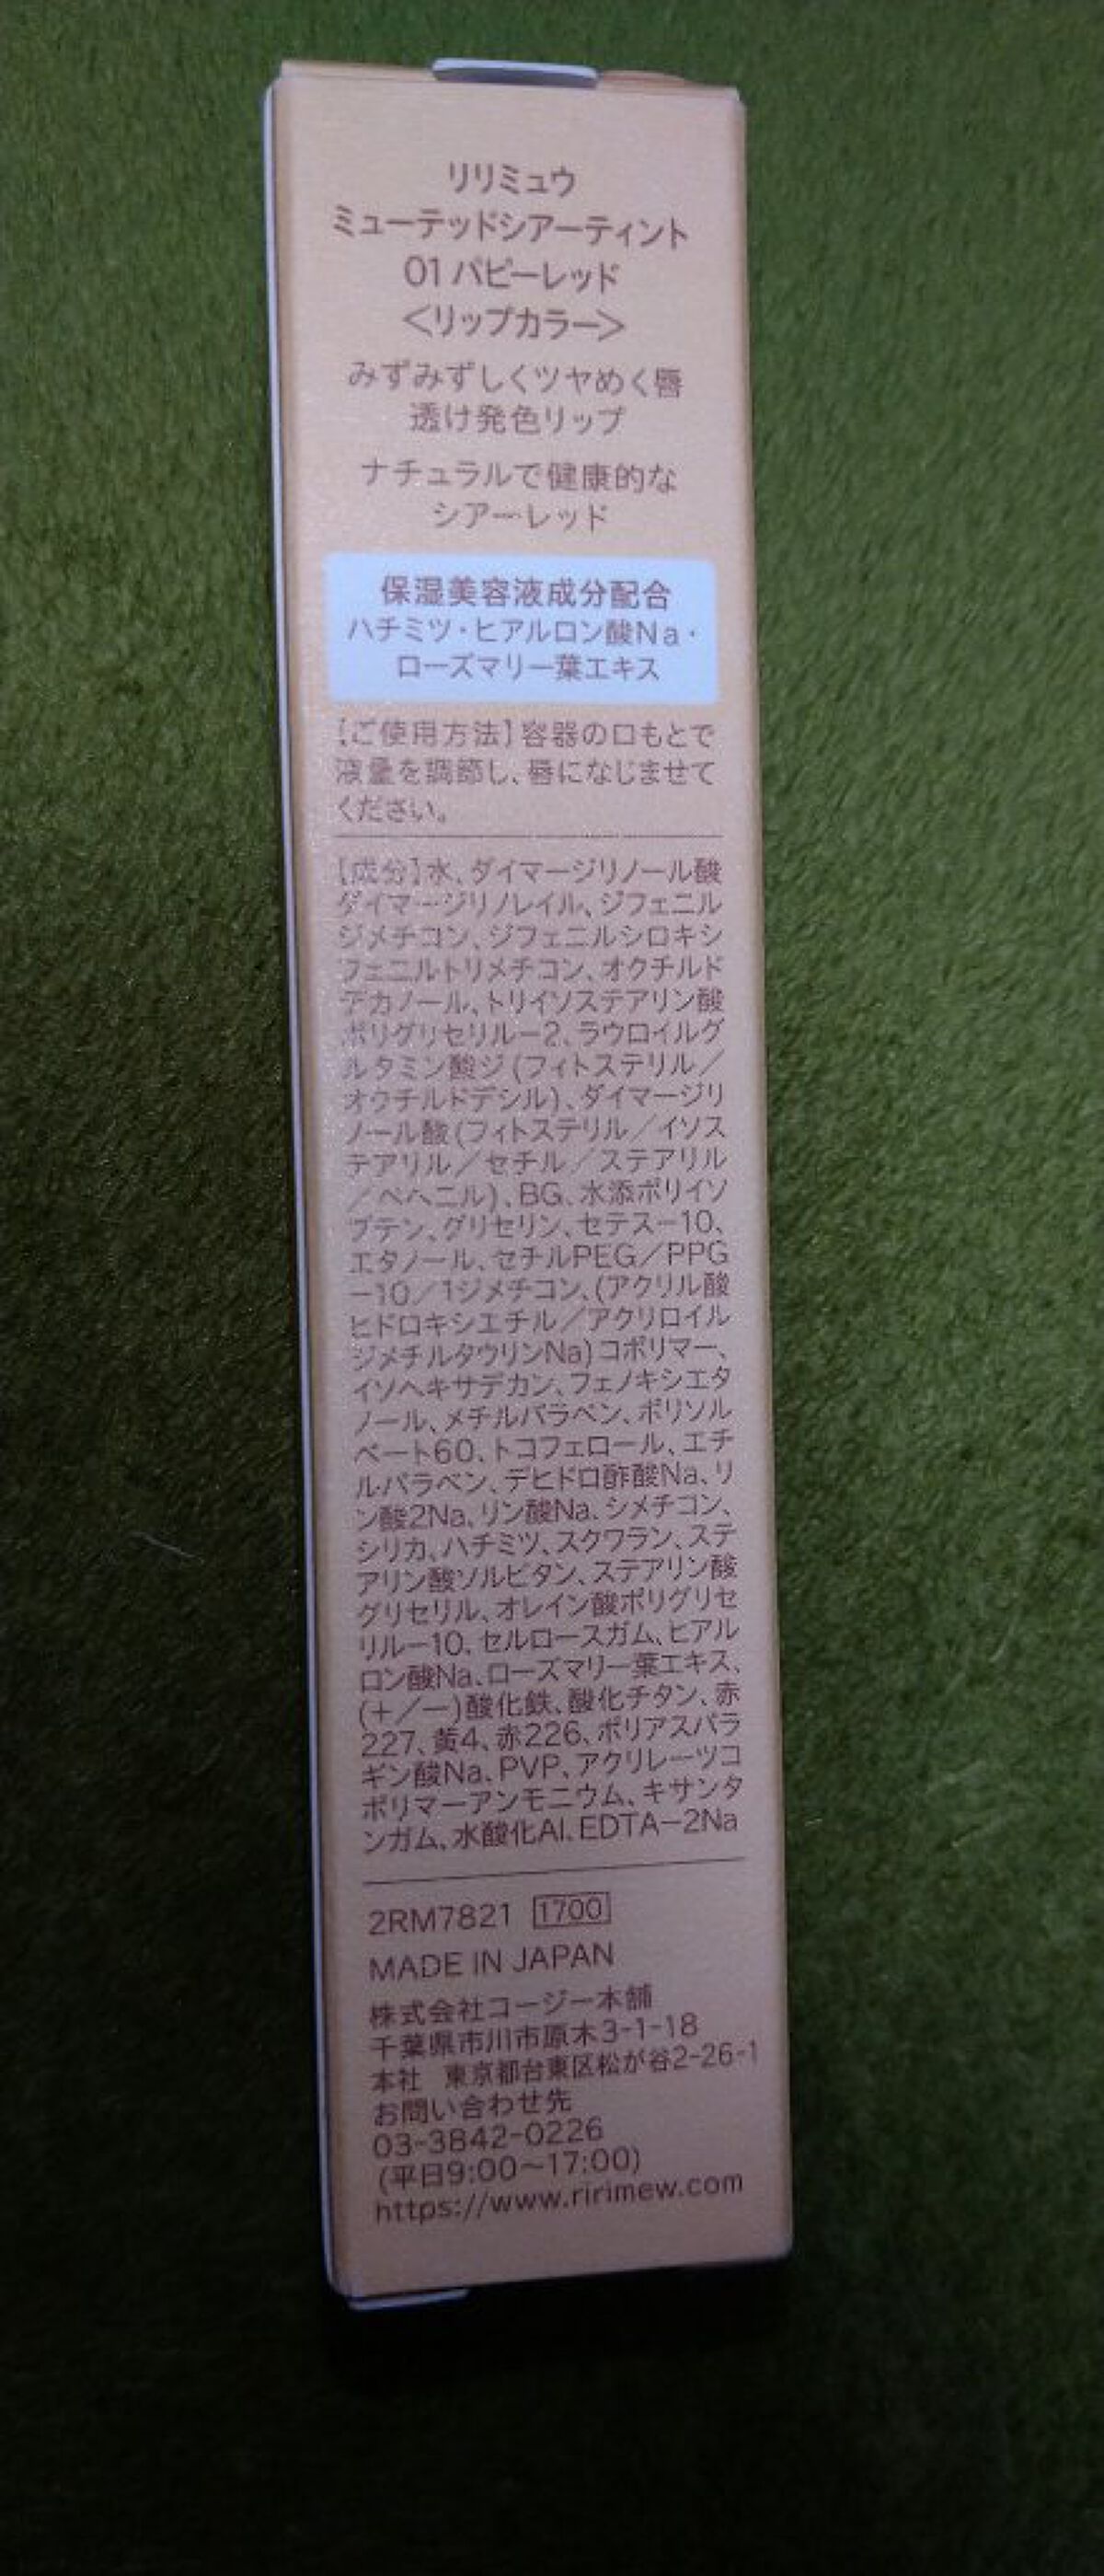 リリミュウ
ミューテッドシアーティント
01 パピーレッド
<リップカラー>
みずみずしくツヤめく唇
透け発色リップ
ナチュラルで健康的な
シアーレッド
保湿美容液成分配合
ハチミツ・ヒアルロン酸Na・
ローズマリー葉エキス
【ご使用方法】容器の口もとで
液量を調節し、唇になじませて
ください。
【成分】水、ダイマージリノール酸
ダイマージリノレイル、ジフェニル
ジメチコン、ジフェニルシロキシ
フェニルトリメチコン、オクチルド
デカノール、トリイソステアリン酸
ポリグリセリル-2、ラウロイルグ
ルタミン酸ジ(フィトステリル/
オクチルドデシル)、ダイマージリ
ノール酸(フィトステリル/イソス
テアリル/セチル/ステアリル
/ベヘニル)、BG、水添ポリイソ
ブテン、グリセリン、セテス-10、
エタノール、セチルPEG/PPG
-10/1ジメチコン、(アクリル酸
ヒドロキシエチル/アクリロイル
ジメチルタウリンNa)コポリマー、
イソヘキサデカン、フェノキシエタ
ノール、メチルパラベン、ポリソル
ベート60、トコフェロール、エチ
ルパラベン、デヒドロ酢酸Na、リ
ン酸2Na、リン酸Na、シメチコン、
シリカ、ハチミツ、スクワラン、ステ
アリン酸ソルビタン、ステアリン酸
グリセリル、オレイン酸ポリグリセ
リル-10、セルロースガム、ヒアル
ロン酸Na、ローズマリー葉エキス、
(+/-)酸化鉄、酸化チタン、赤
227、黄4、赤226、ポリアスパラ
ギン酸Na、PVP、アクリレーツコ
ポリマーアンモニウム、キサンタ
ンガム、水酸化Al、EDTA-2Na
2RM7821 1700
MADE IN JAPAN
株式会社コージー本舗
千葉県市川市原木3-1-18
本社 東京都台東区松が谷2-26-1
お問い合わせ先
03-3842-0226
(平日9:00~17:00)
https://www.ririmew.com